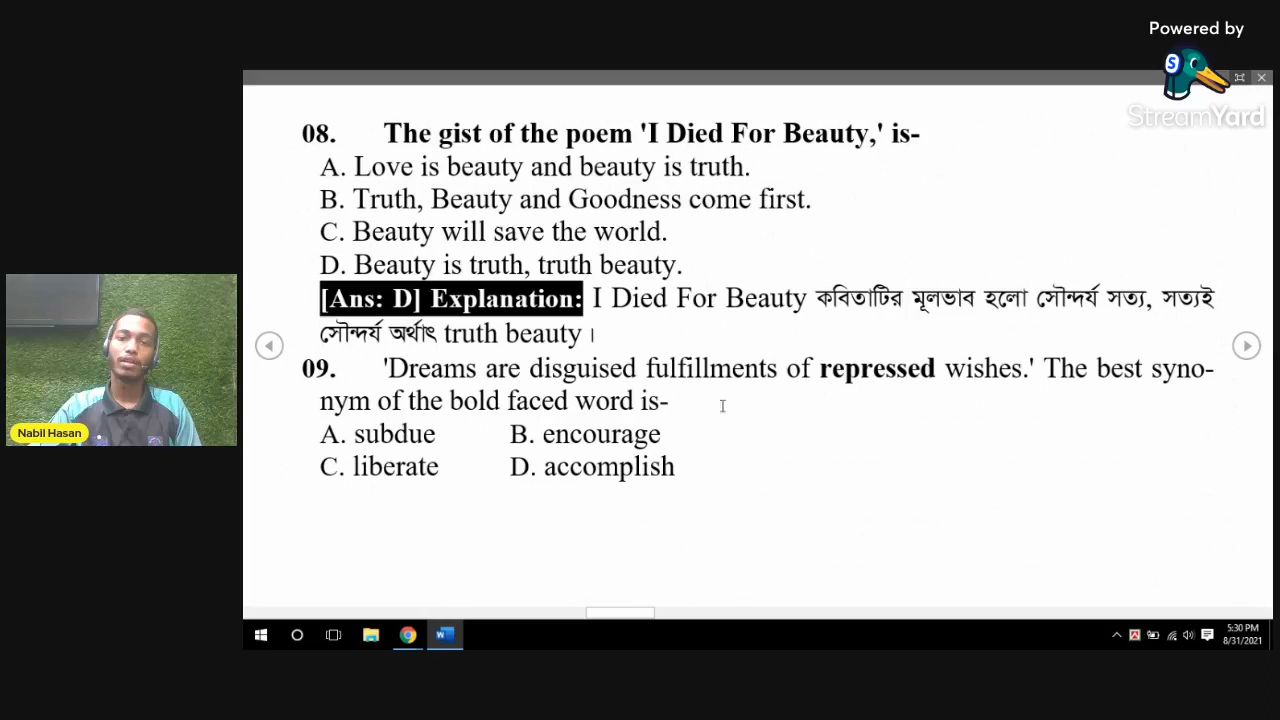 Powered by
StreamYard
08. The gist of the poem 'I Died For Beauty,' is-
A. Love is beauty and beauty is truth.
B. Truth, Beauty and Goodness come first.
C. Beauty will save the world.
D. Beauty is truth, truth beauty.
[Ans: D] Explanation: I Died For Beauty কবিতাটির মূলভাব হলো সৌন্দর্য সত্য, সত্যই
সৌন্দর্য অর্থাৎ truth beauty।
09. 'Dreams are disguised fulfillments of repressed wishes.' The best syno-
nym of the bold faced word is-
A. subdue B. encourage
C. liberate D. accomplish
Nabil Hasan
5:30 PM
8/31/2021